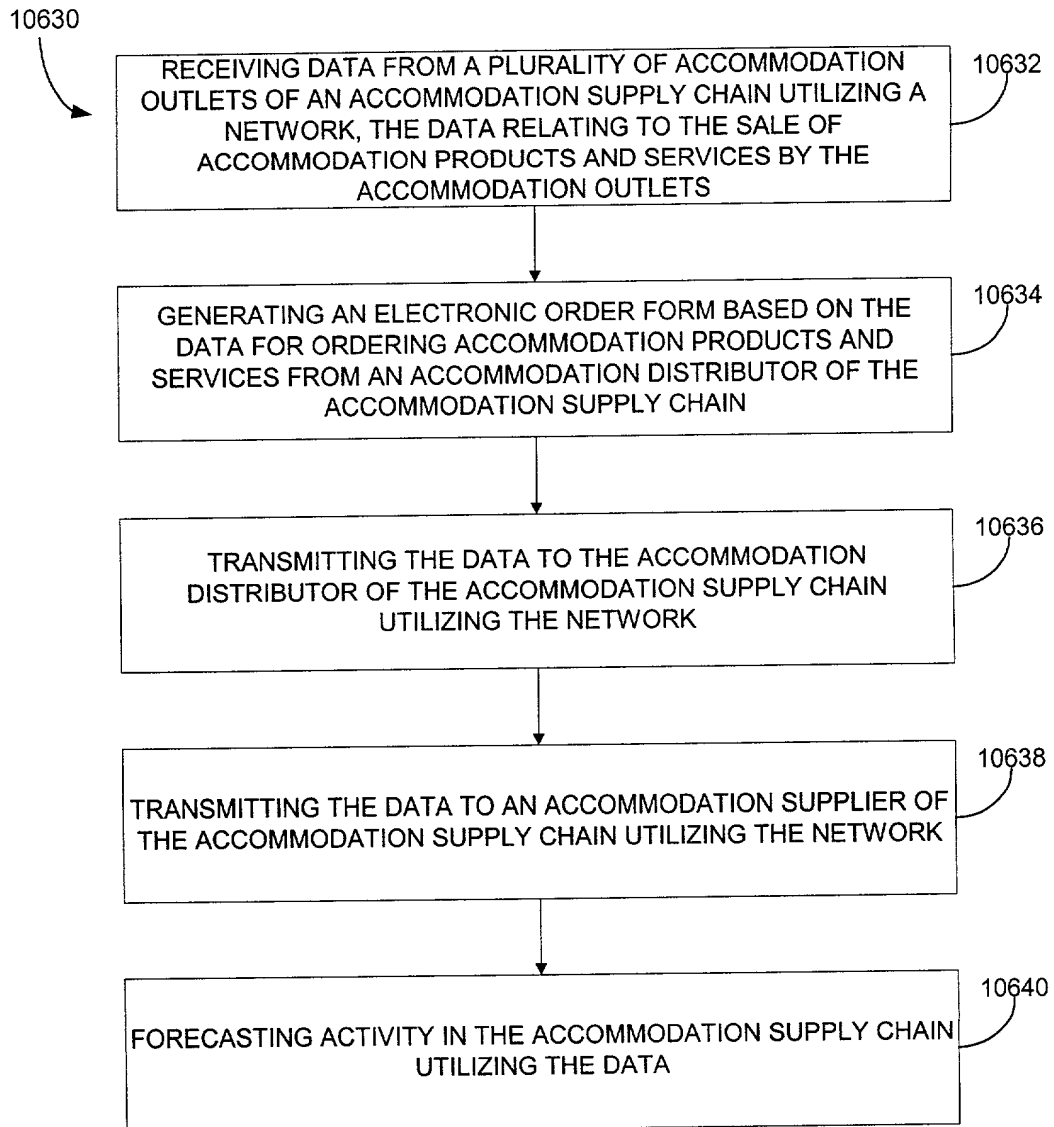 10630
RECEIVING DATA FROM A PLURALITY OF ACCOMMODATION
OUTLETS OF AN ACCOMMODATION SUPPLY CHAIN UTILIZING A
NETWORK, THE DATA RELATING TO THE SALE OF
ACCOMMODATION PRODUCTS AND SERVICES BY THE
ACCOMMODATION OUTLETS
10632
GENERATING AN ELECTRONIC ORDER FORM BASED ON THE
DATA FOR ORDERING ACCOMMODATION PRODUCTS AND
SERVICES FROM AN ACCOMMODATION DISTRIBUTOR OF THE
ACCOMMODATION SUPPLY CHAIN
10634
TRANSMITTING THE DATA TO THE ACCOMMODATION
DISTRIBUTOR OF THE ACCOMMODATION SUPPLY CHAIN
UTILIZING THE NETWORK
10636
TRANSMITTING THE DATA TO AN ACCOMMODATION SUPPLIER OF
THE ACCOMMODATION SUPPLY CHAIN UTILIZING THE NETWORK
10638
FORECASTING ACTIVITY IN THE ACCOMMODATION SUPPLY CHAIN
UTILIZING THE DATA
10640